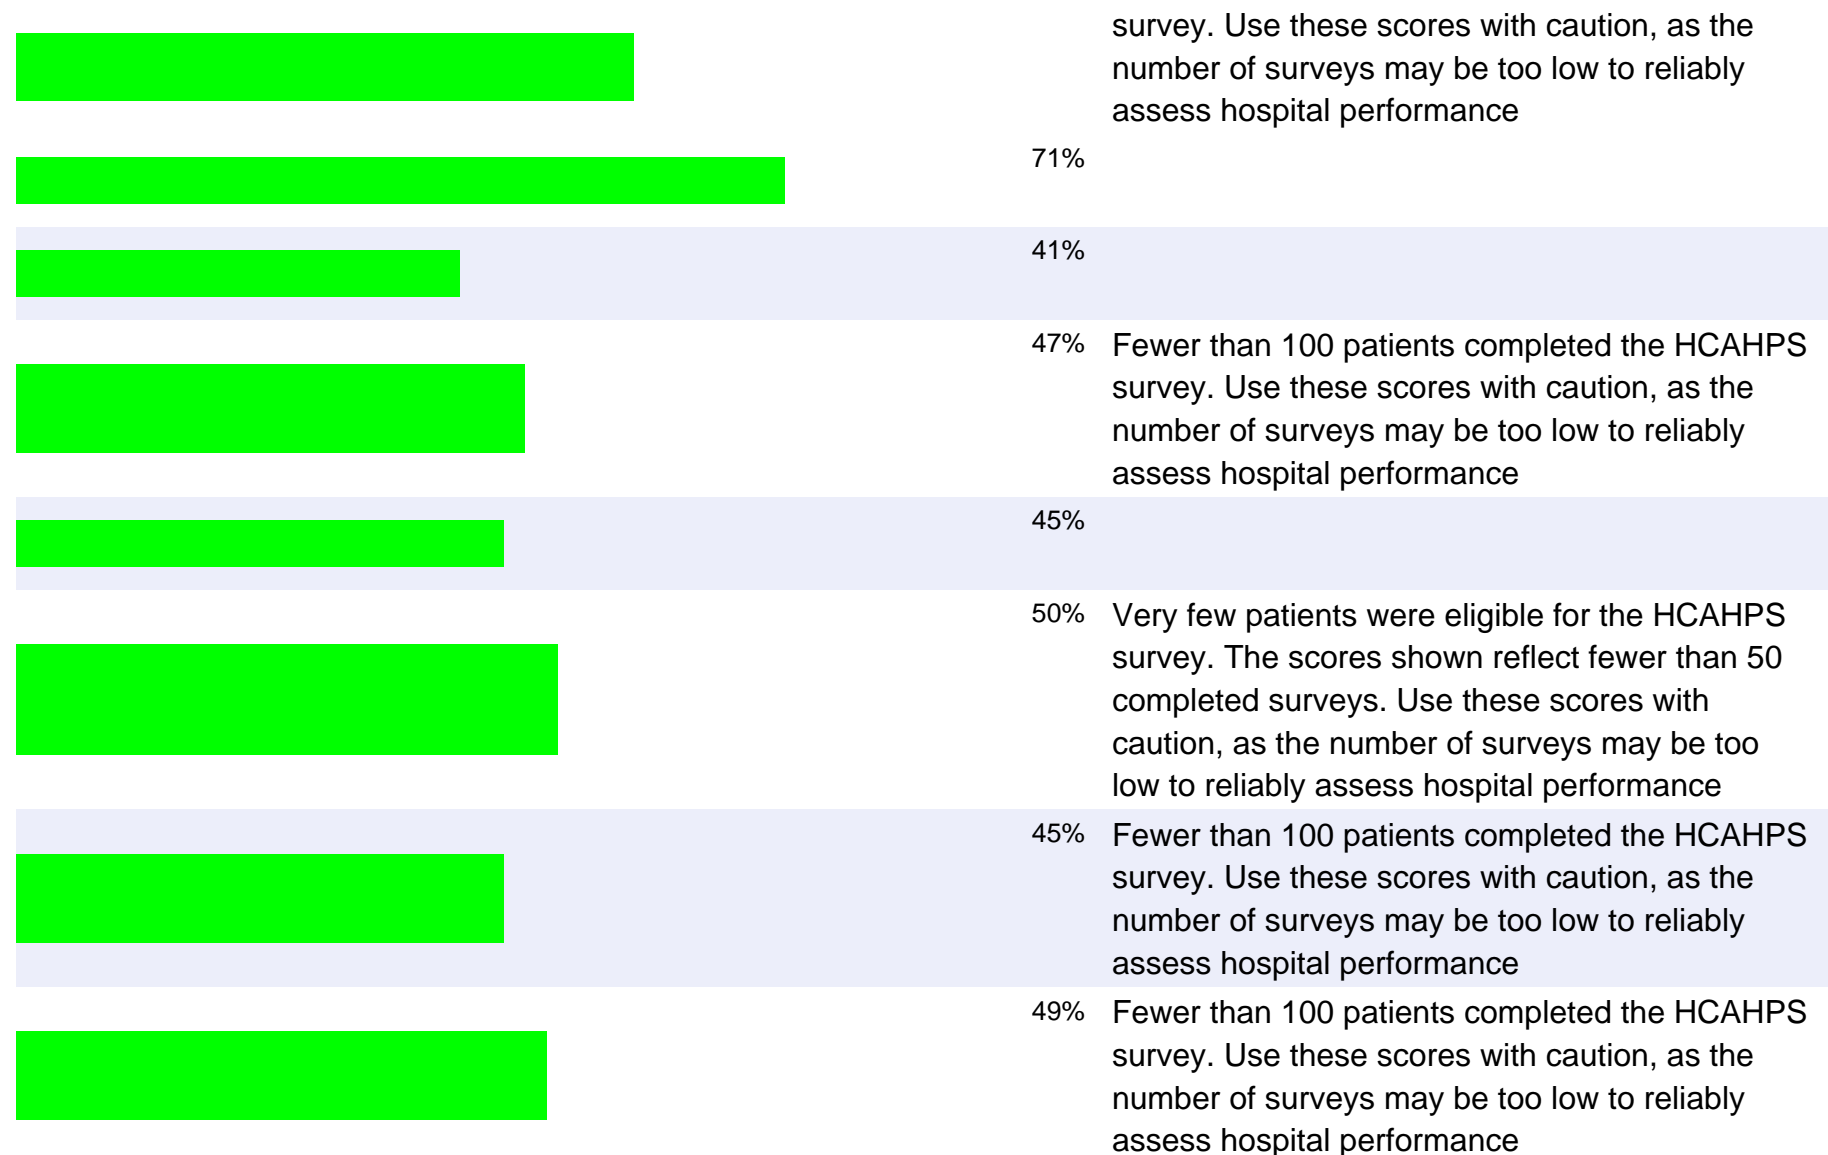 survey. Use these scores with caution, as the
number of surveys may be too low to reliably
assess hospital performance
71%
41%
47% Fewer than 100 patients completed the HCAHPS
survey. Use these scores with caution, as the
number of surveys may be too low to reliably
assess hospital performance
45%
50% Very few patients were eligible for the HCAHPS
survey. The scores shown reflect fewer than 50
completed surveys. Use these scores with
caution, as the number of surveys may be too
low to reliably assess hospital performance
45% Fewer than 100 patients completed the HCAHPS
survey. Use these scores with caution, as the
number of surveys may be too low to reliably
assess hospital performance
49% Fewer than 100 patients completed the HCAHPS
survey. Use these scores with caution, as the
number of surveys may be too low to reliably
assess hospital performance